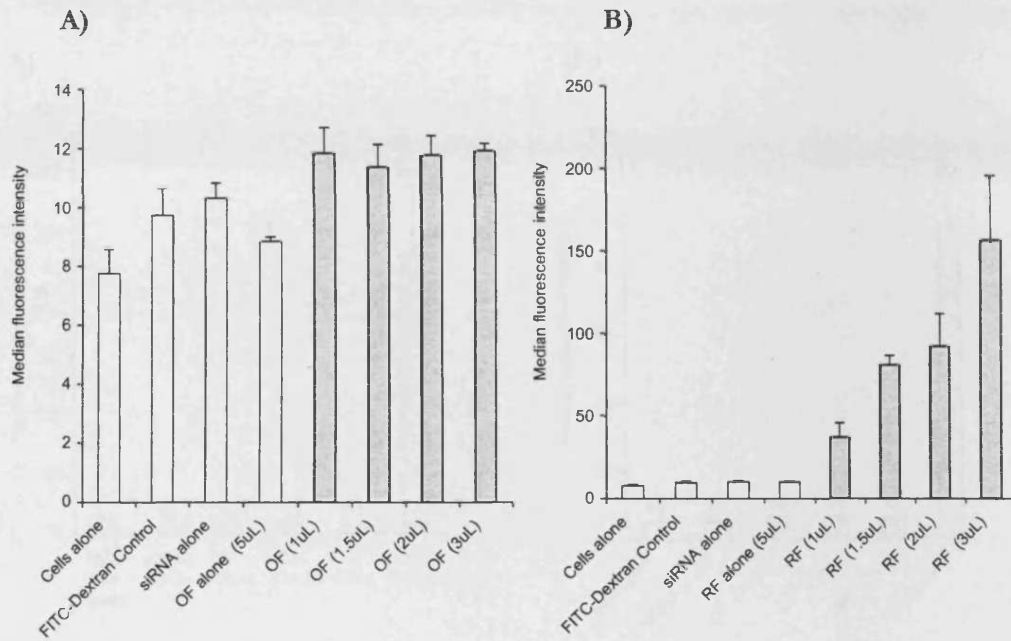 A)
Median fluorescence intensity
14
12
10
8
6
4
2
0
Cells alone
FITC-Dextran Control
siRNA alone
OF alone (5uL)
OF (1uL)
OF (1.5uL)
OF (2uL)
OF (3uL)
B)
Median fluorescence intensity
250
200
150
100
50
0
Cells alone
FITC-Dextran Control
siRNA alone
RF alone (5uL)
RF (1uL)
RF (1.5uL)
RF (2uL)
RF (3uL)